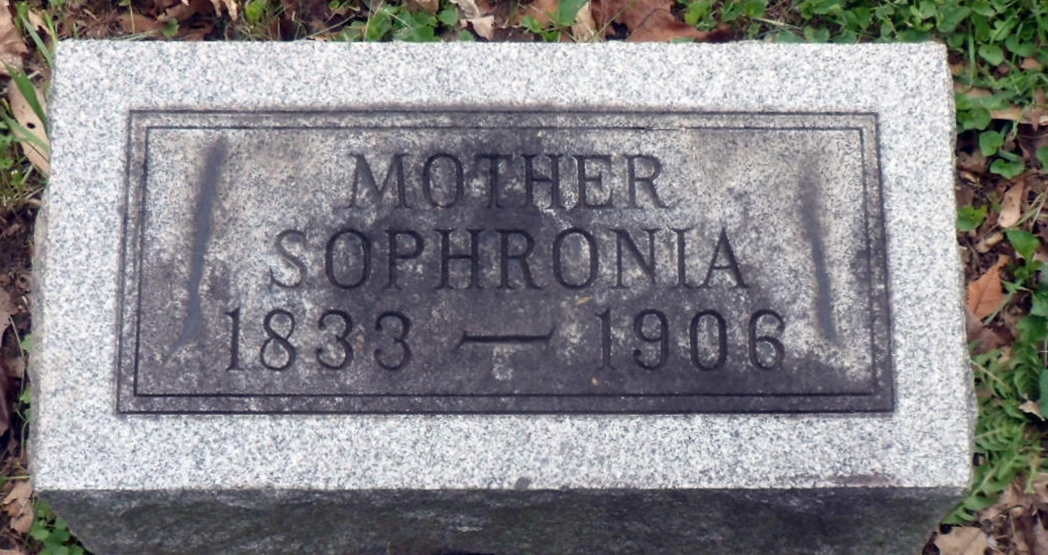 MOTHER
SOPHRONIA
1833 — 1906